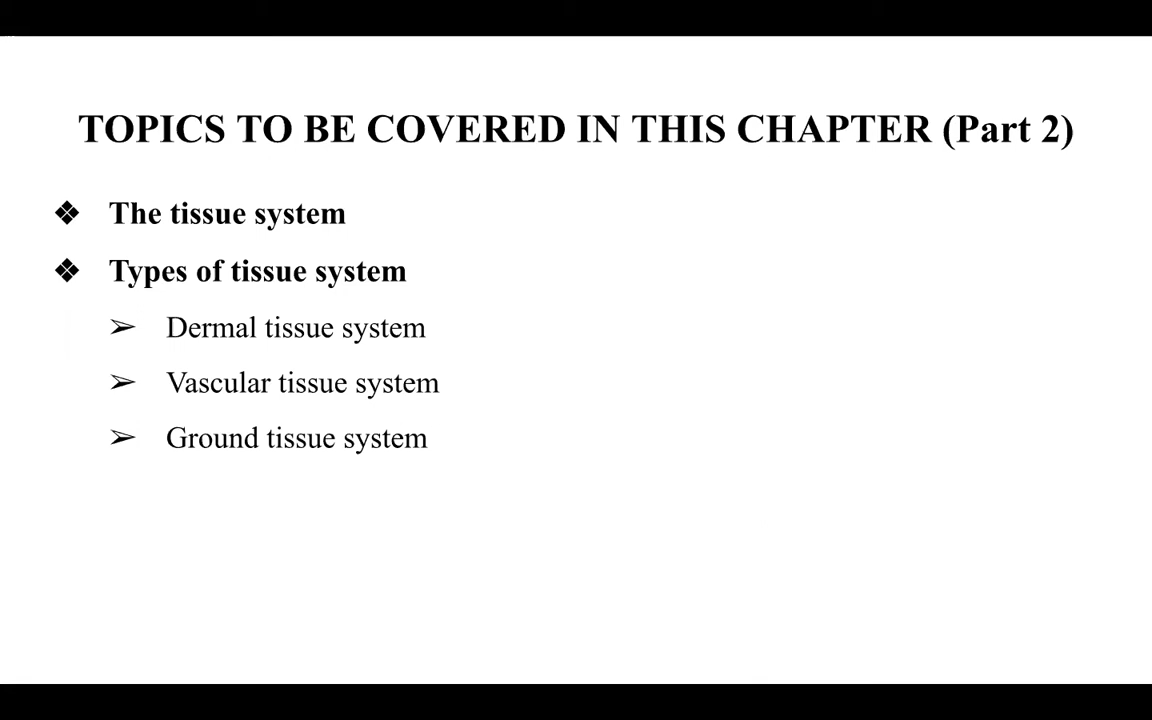 TOPICS TO BE COVERED IN THIS CHAPTER (Part 2)
❖ The tissue system
❖ Types of tissue system
➢ Dermal tissue system
➢ Vascular tissue system
➢ Ground tissue system